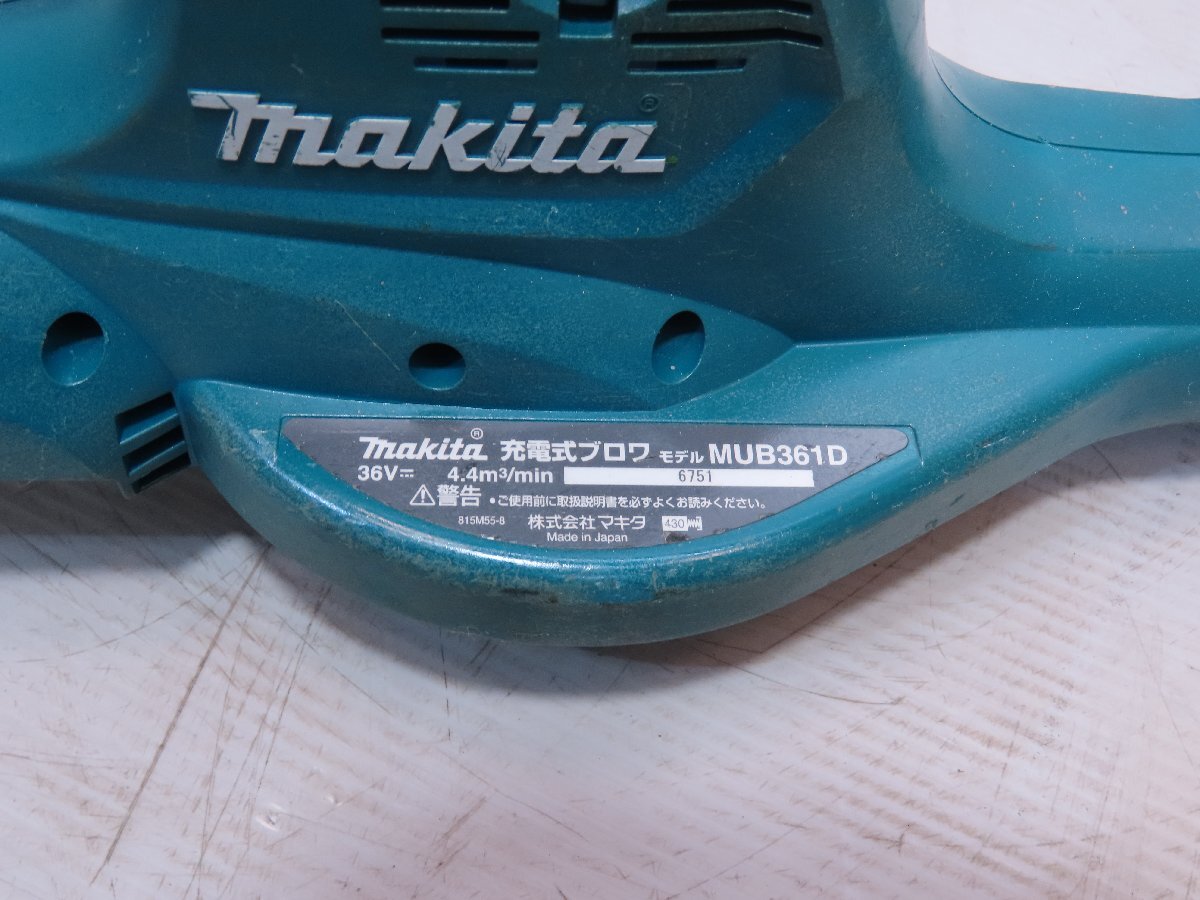 makita®
makita® 充電式ブロワ モデル MUB361D
36V⎓ 4.4m³/min 6751
⚠警告 • ご使用前に取扱説明書を必ずよくお読みください。
815M55-8 株式会社マキタ 430
Made in Japan